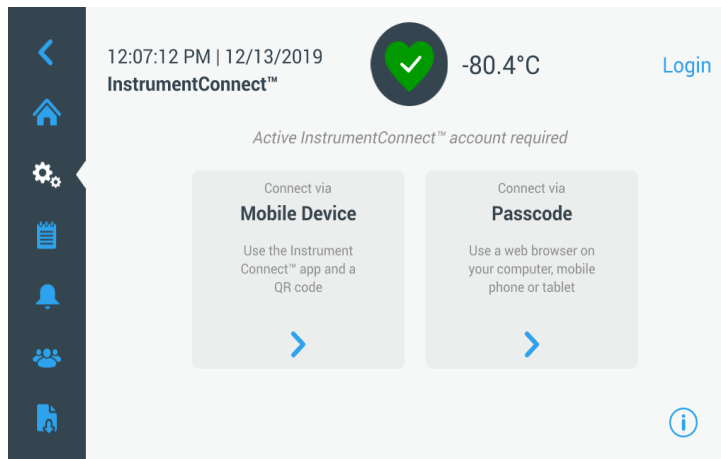 12:07:12 PM | 12/13/2019
InstrumentConnect™
-80.4°C
Login
Active InstrumentConnect™ account required
Connect via
Mobile Device
Use the Instrument
Connect™ app and a
QR code
Connect via
Passcode
Use a web browser on
your computer, mobile
phone or tablet